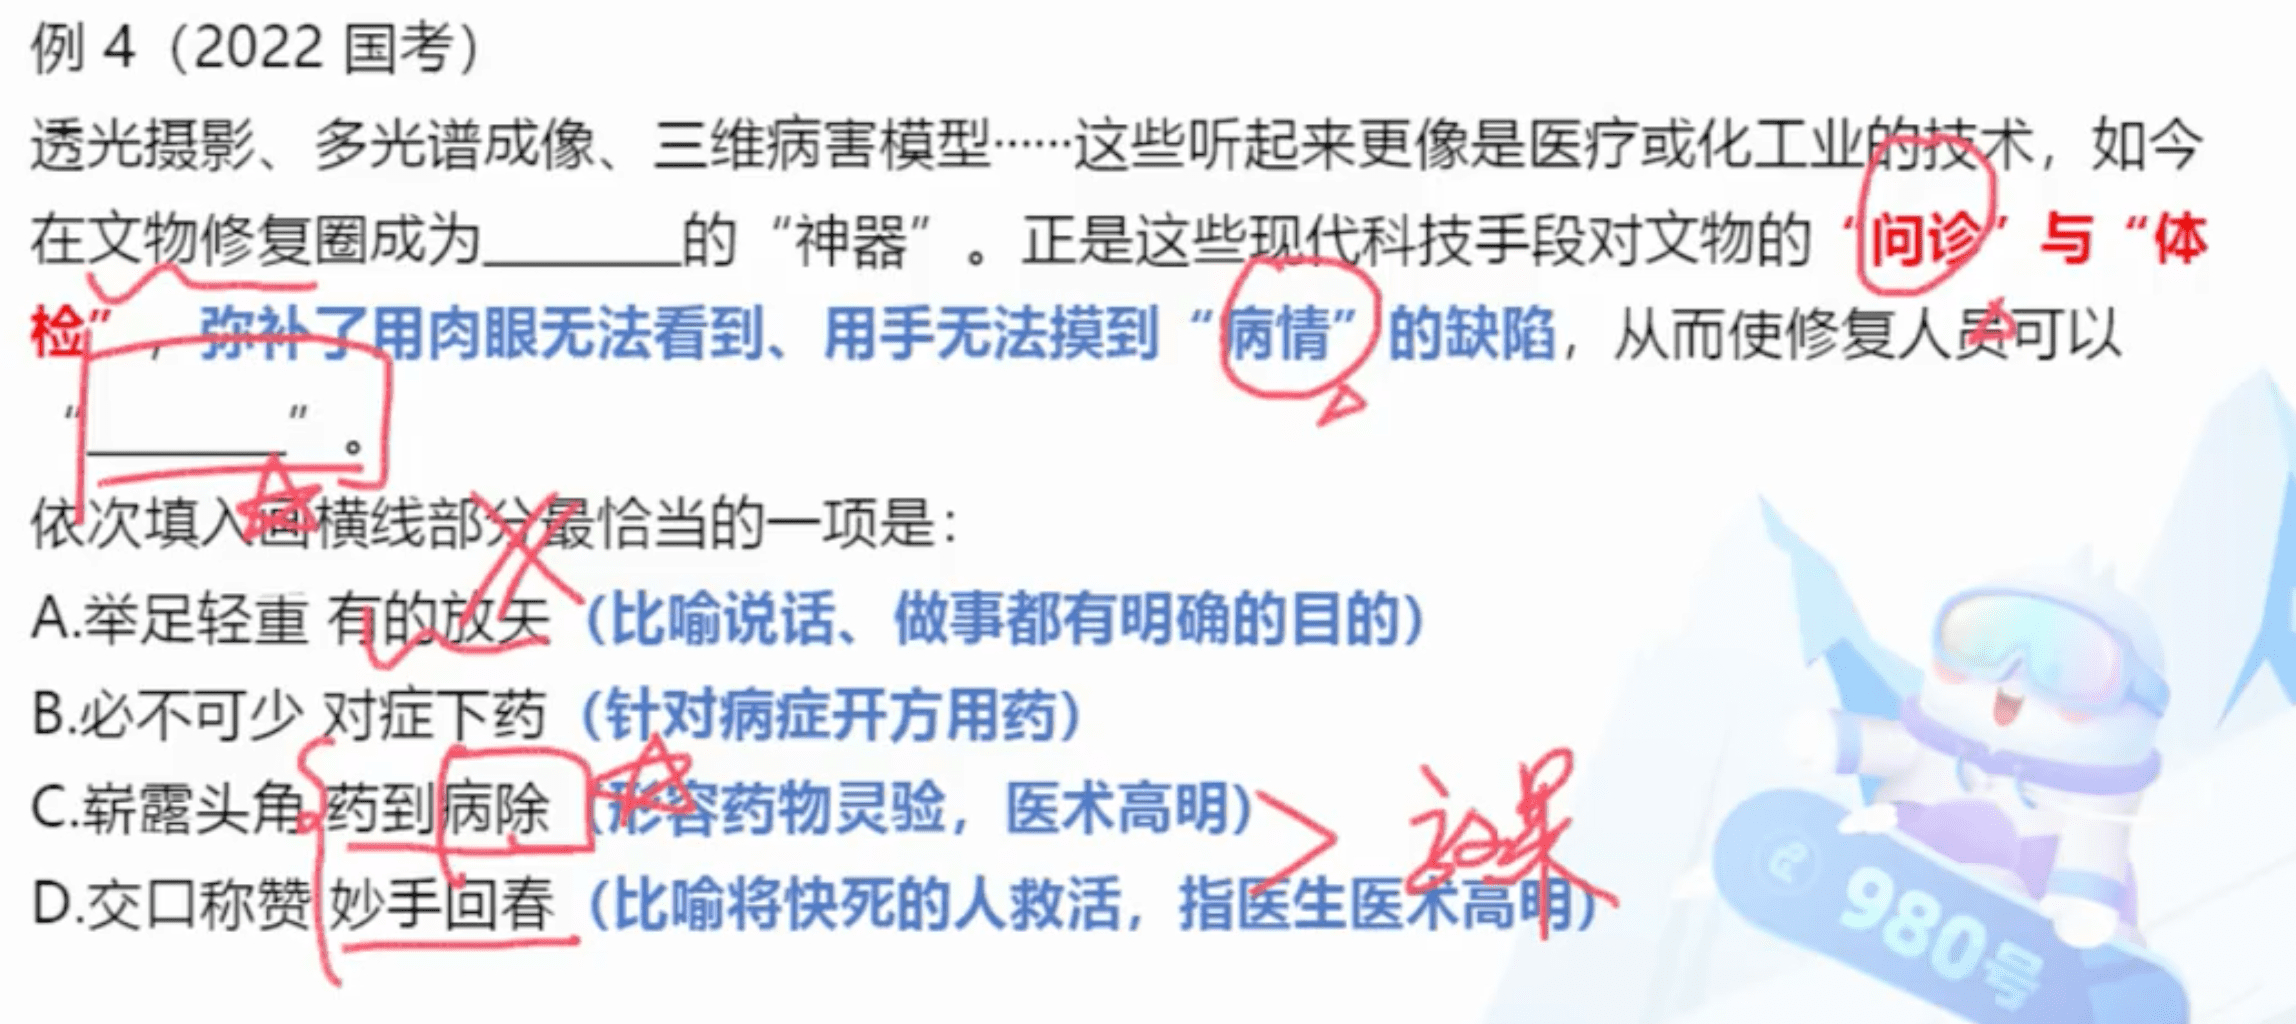 例 4（2022 国考）
透光摄影、多光谱成像、三维病害模型……这些听起来更像是医疗或化工业的技术，如今
在文物修复圈成为_______的“神器”。正是这些现代科技手段对文物的“问诊”与“体
检”，弥补了用肉眼无法看到、用手无法摸到“病情”的缺陷，从而使修复人员可以
“_______”。
依次填入画横线部分最恰当的一项是：
A.举足轻重 有的放矢（比喻说话、做事都有明确的目的）
B.必不可少 对症下药（针对病症开方用药）
C.崭露头角 药到病除（形容药物灵验，医术高明）
D.交口称赞 妙手回春（比喻将快死的人救活，指医生医术高明）
效果
980号